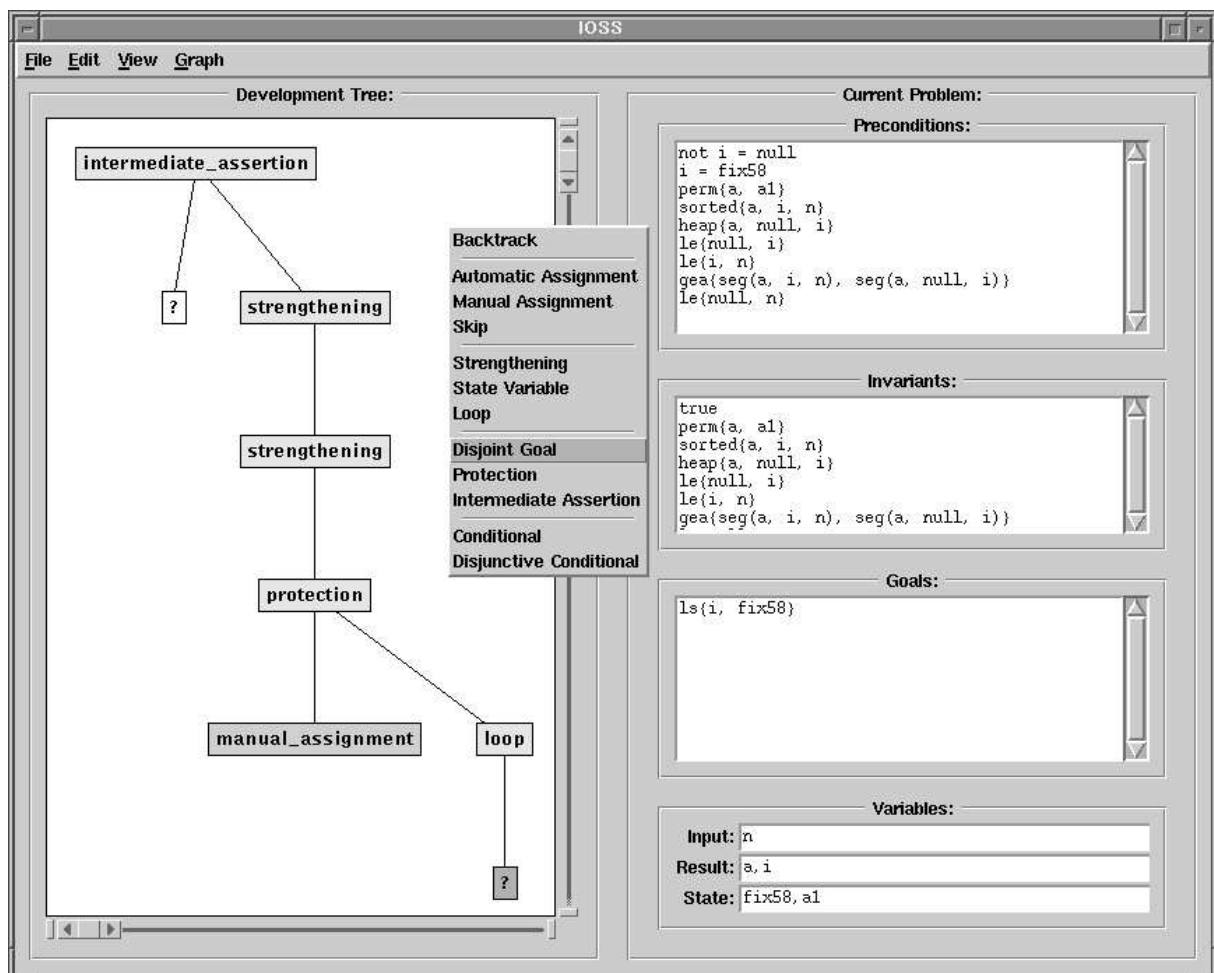 IOSS
File Edit View Graph
Development Tree:
intermediate_assertion
?
strengthening
strengthening
protection
manual_assignment
loop
?
Backtrack
Automatic Assignment
Manual Assignment
Skip
Strengthening
State Variable
Loop
Disjoint Goal
Protection
Intermediate Assertion
Conditional
Disjunctive Conditional
Current Problem:
Preconditions:
not i = null
i = fix58
perm{a, a1}
sorted{a, i, n}
heap{a, null, i}
le{null, i}
le{i, n}
gea{seg(a, i, n), seg(a, null, i)}
le{null, n}
Invariants:
true
perm{a, a1}
sorted{a, i, n}
heap{a, null, i}
le{null, i}
le{i, n}
gea{seg(a, i, n), seg(a, null, i)}
Goals:
ls{i, fix58}
Variables:
Input: n
Result: a,i
State: fix58,a1